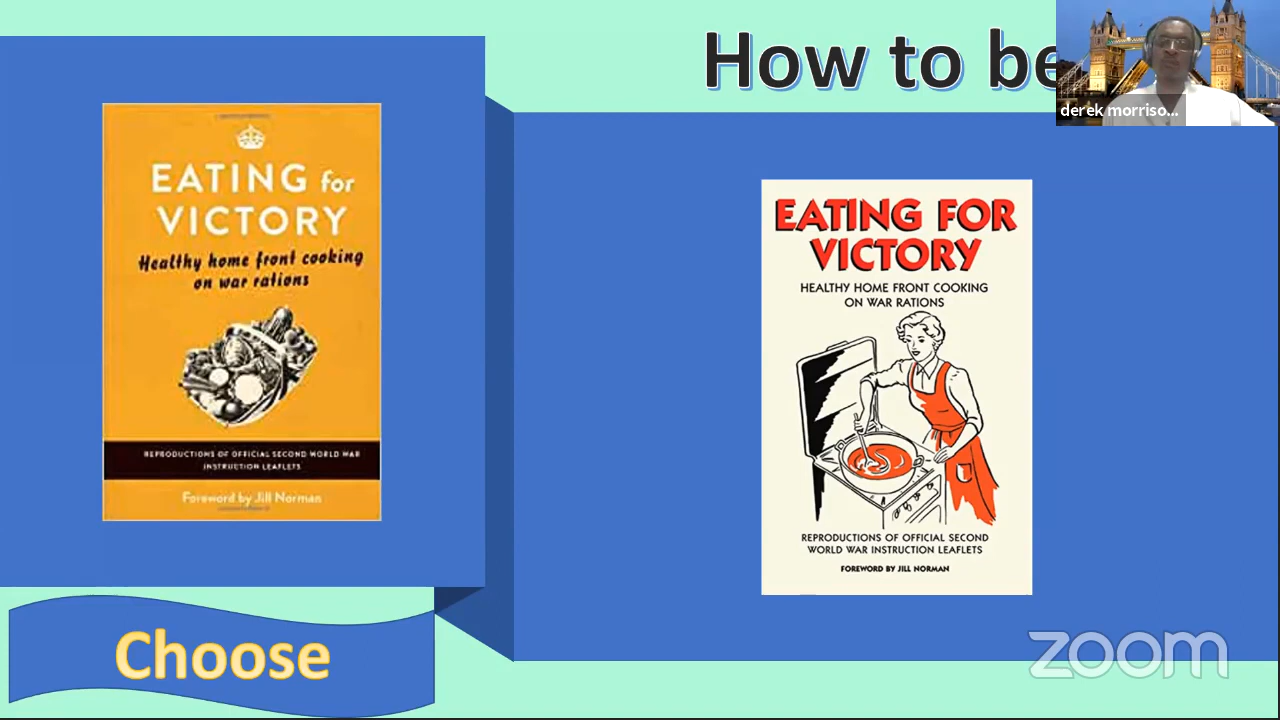 How to be
derek morriso...
EATING for
VICTORY
Healthy home front cooking
on war rations
REPRODUCTIONS OF OFFICIAL SECOND WORLD WAR
INSTRUCTION LEAFLETS
Foreword by Jill Norman
EATING FOR
VICTORY
HEALTHY HOME FRONT COOKING
ON WAR RATIONS
REPRODUCTIONS OF OFFICIAL SECOND
WORLD WAR INSTRUCTION LEAFLETS
FOREWORD BY JILL NORMAN
Choose
zoom